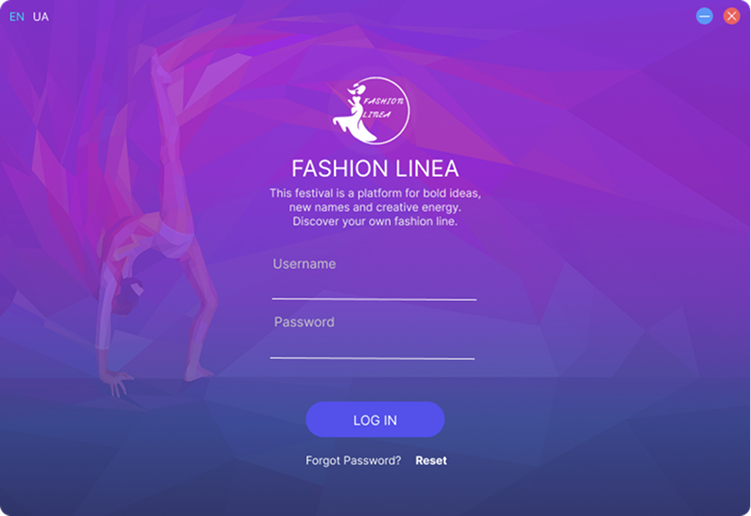 EN UA
FASHION
LINEA
FASHION LINEA
This festival is a platform for bold ideas,
new names and creative energy.
Discover your own fashion line.
Username
Password
LOG IN
Forgot Password? Reset